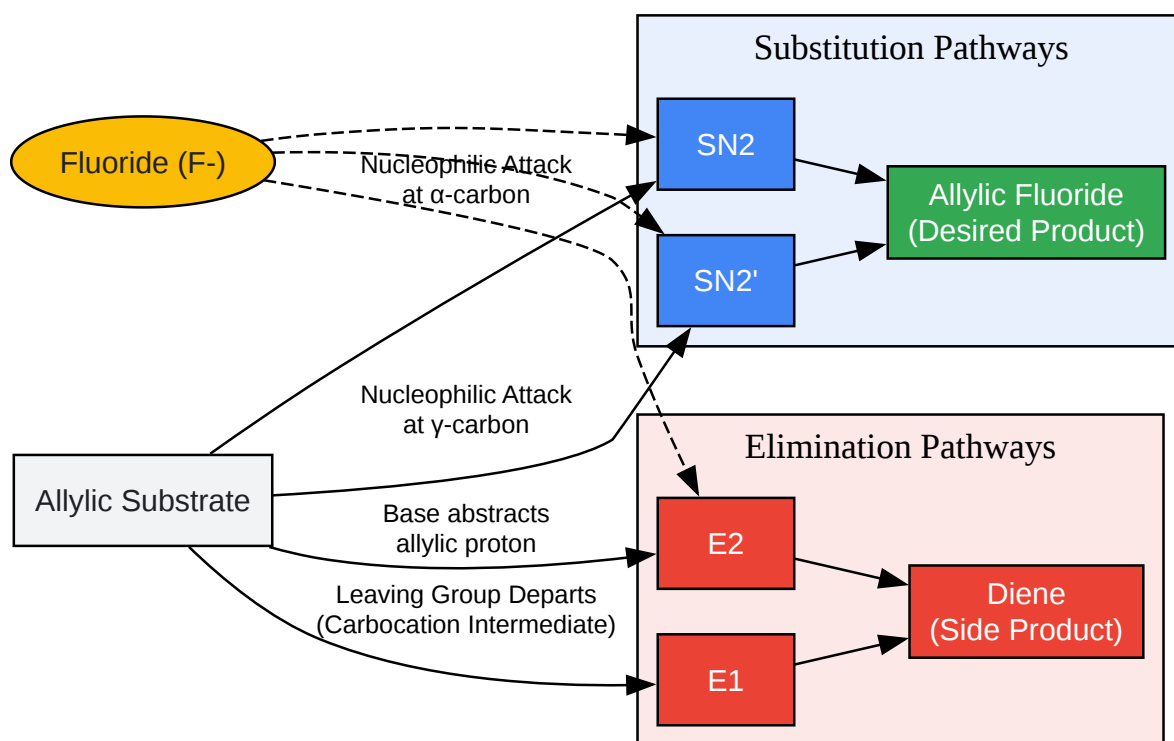 Substitution Pathways
Fluoride (F-)
SN2
Nucleophilic Attack
at α-carbon
Allylic Fluoride
(Desired Product)
SN2'
Nucleophilic Attack
at γ-carbon
Elimination Pathways
Allylic Substrate
Base abstracts
allylic proton
E2
Leaving Group Departs
(Carbocation Intermediate)
Diene
(Side Product)
E1